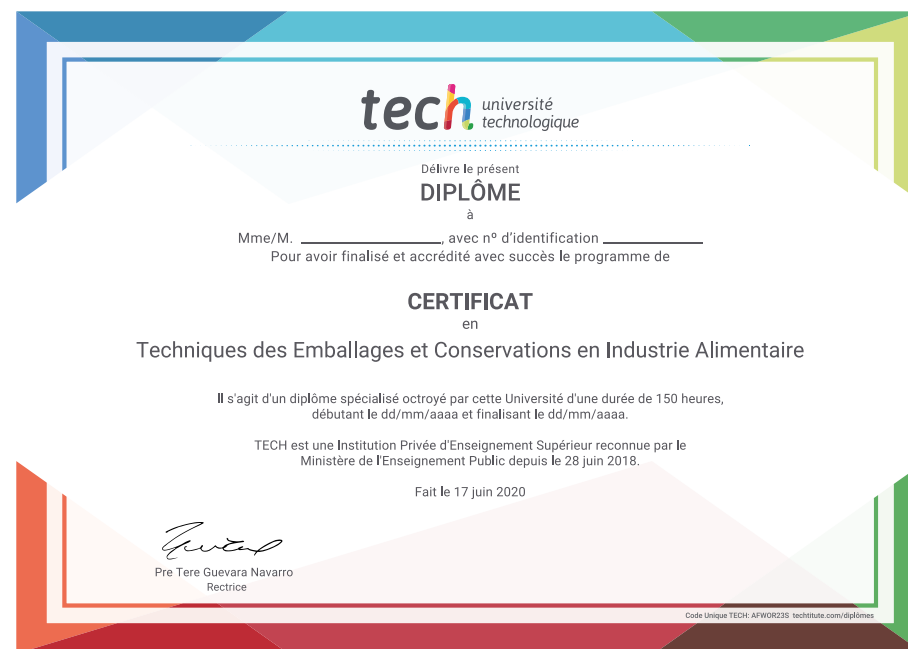 tech université
technologique
Délivre le présent
DIPLÔME
à
Mme/M. ____________________, avec nº d'identification ______________
Pour avoir finalisé et accrédité avec succès le programme de
CERTIFICAT
en
Techniques des Emballages et Conservations en Industrie Alimentaire
Il s'agit d'un diplôme spécialisé octroyé par cette Université d'une durée de 150 heures,
débutant le dd/mm/aaaa et finalisant le dd/mm/aaaa.
TECH est une Institution Privée d'Enseignement Supérieur reconnue par le
Ministère de l'Enseignement Public depuis le 28 juin 2018.
Fait le 17 juin 2020
Pre Tere Guevara Navarro
Rectrice
Code Unique TECH: AFWOR23S techtitute.com/diplômes